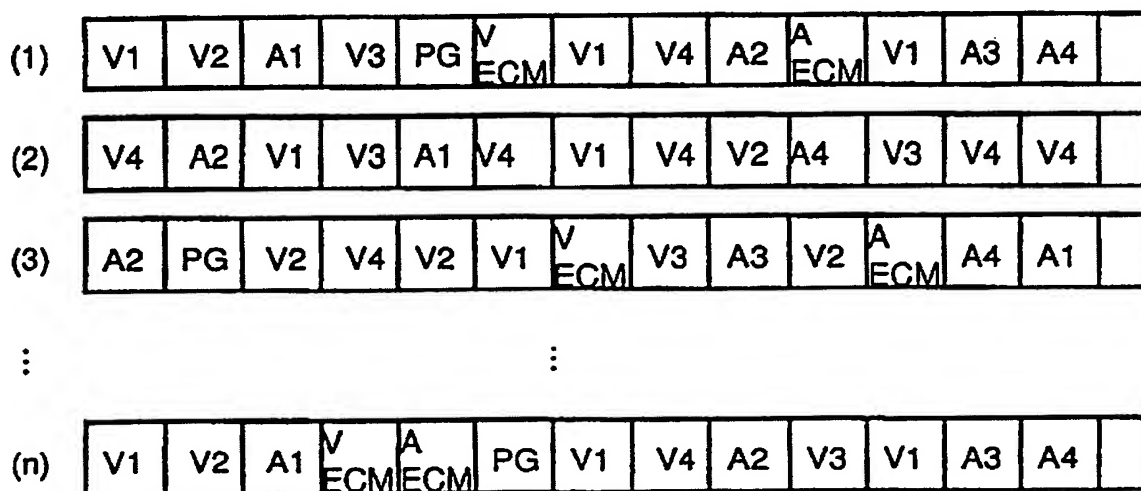 (1) V1 V2 A1 V3 PG V ECM V1 V4 A2 A ECM V1 A3 A4
(2) V4 A2 V1 V3 A1 V4 V1 V4 V2 A4 V3 V4 V4
(3) A2 PG V2 V4 V2 V1 V ECM V3 A3 V2 A ECM A4 A1
⋮ ⋮
(n) V1 V2 A1 V ECM A ECM PG V1 V4 A2 V3 V1 A3 A4